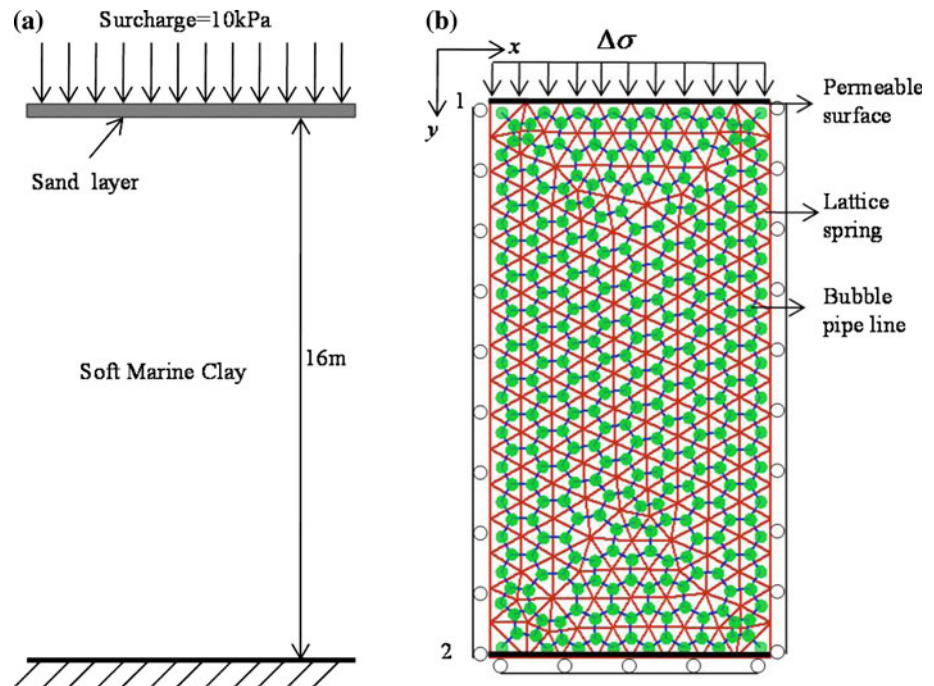 (a)
Surcharge=10kPa
Sand layer
Soft Marine Clay
16m
(b)
x
y
Δσ
1
2
Permeable
surface
Lattice
spring
Bubble
pipe line